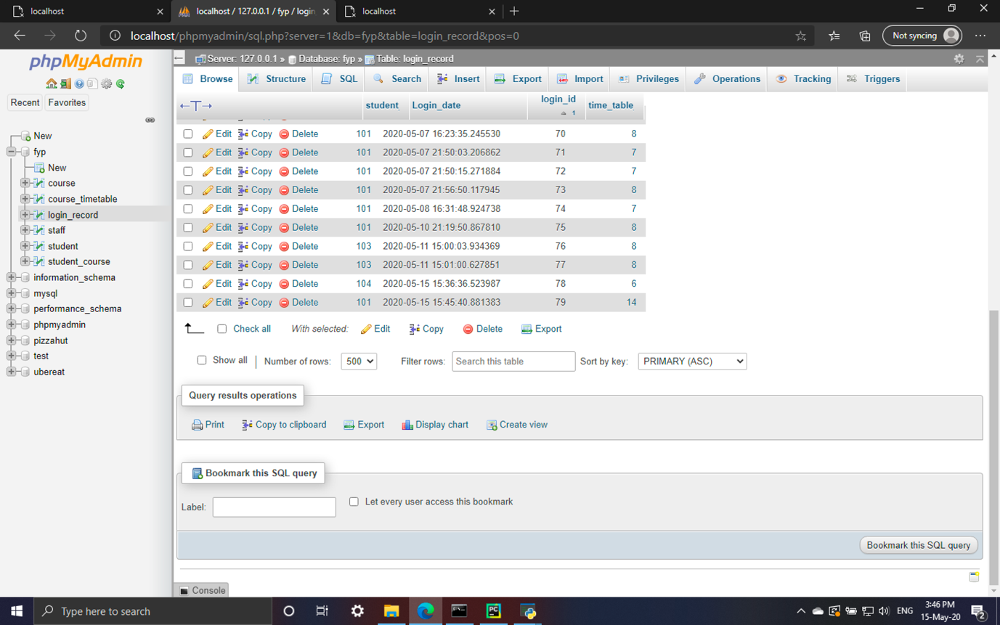 localhost
localhost / 127.0.0.1 / fyp / login
localhost
localhost/phpmyadmin/sql.php?server=1&db=fyp&table=login_record&pos=0
Not syncing
phpMyAdmin
Server: 127.0.0.1 » Database: fyp » Table: login_record
Browse Structure SQL Search Insert Export Import Privileges Operations Tracking Triggers
Recent Favorites
New
fyp
New
course
course_timetable
login_record
staff
student
student_course
information_schema
mysql
performance_schema
phpmyadmin
pizzahut
test
ubereat
←T→ student Login_date login_id 1 time_table
Edit Copy Delete 101 2020-05-07 16:23:35.245530 70 8
Edit Copy Delete 101 2020-05-07 21:50:03.206862 71 7
Edit Copy Delete 101 2020-05-07 21:50:15.271884 72 7
Edit Copy Delete 101 2020-05-07 21:56:50.117945 73 8
Edit Copy Delete 101 2020-05-08 16:31:48.924738 74 7
Edit Copy Delete 101 2020-05-10 21:19:50.867810 75 8
Edit Copy Delete 103 2020-05-11 15:00:03.934369 76 8
Edit Copy Delete 103 2020-05-11 15:01:00.627851 77 8
Edit Copy Delete 104 2020-05-15 15:36:36.523987 78 6
Edit Copy Delete 101 2020-05-15 15:45:40.881383 79 14
Check all With selected: Edit Copy Delete Export
Show all | Number of rows: 500 Filter rows: Search this table Sort by key: PRIMARY (ASC)
Query results operations
Print Copy to clipboard Export Display chart Create view
Bookmark this SQL query
Label: Let every user access this bookmark
Bookmark this SQL query
Console
Type here to search
PC
ENG
3:46 PM
15-May-20
2